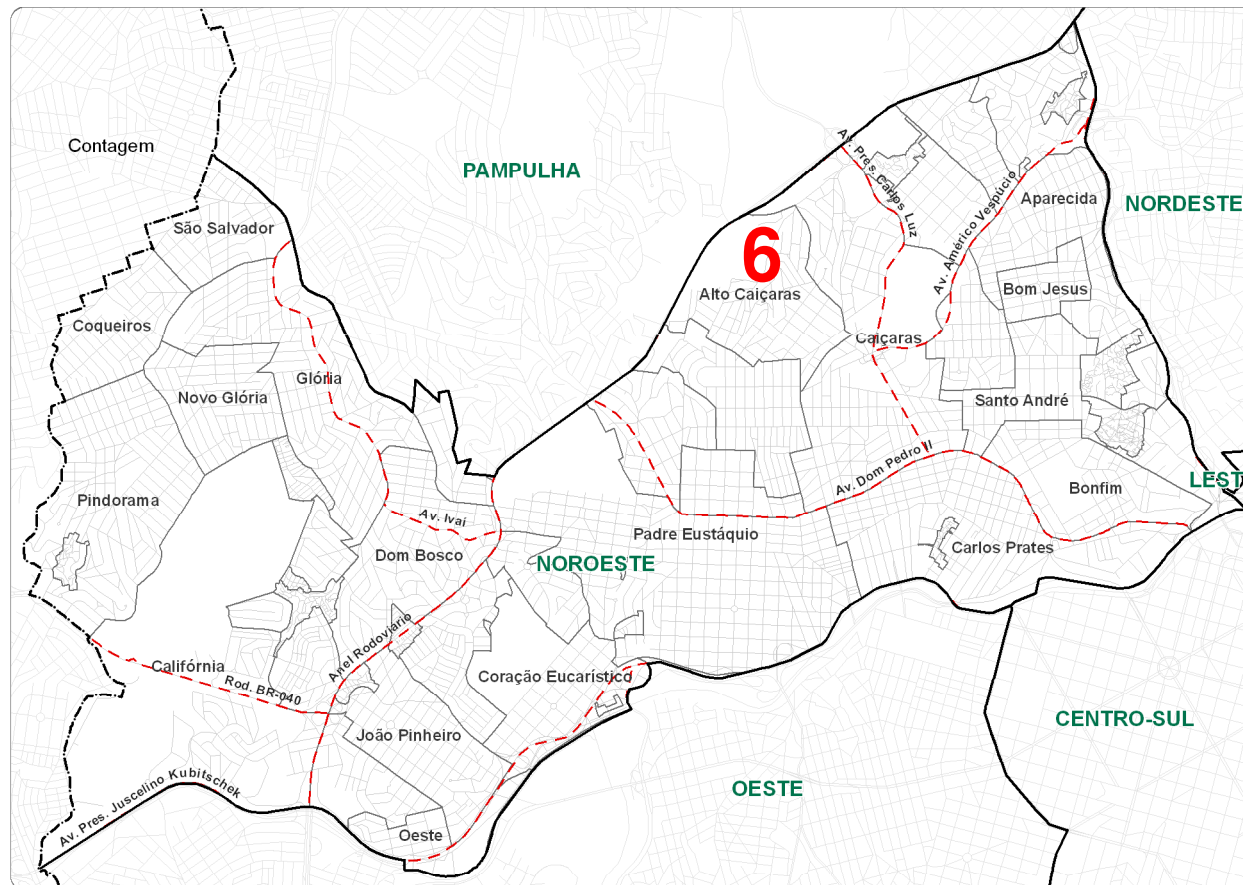 Contagem
PAMPULHA
Av. Pres. Carlos Luz
Av. Américo Vespúcio
Aparecida
NORDESTE
São Salvador
6
Alto Caiçaras
Bom Jesus
Coqueiros
Caiçaras
Glória
Novo Glória
Santo André
Av. Dom Pedro II
Bonfim
LEST
Pindorama
Av. Ivaí
Padre Eustáquio
Carlos Prates
Dom Bosco
NOROESTE
Anel Rodoviário
Califórnia
Rod. BR-040
Coração Eucarístico
João Pinheiro
CENTRO-SUL
Av. Pres. Juscelino Kubitschek
OESTE
Oeste